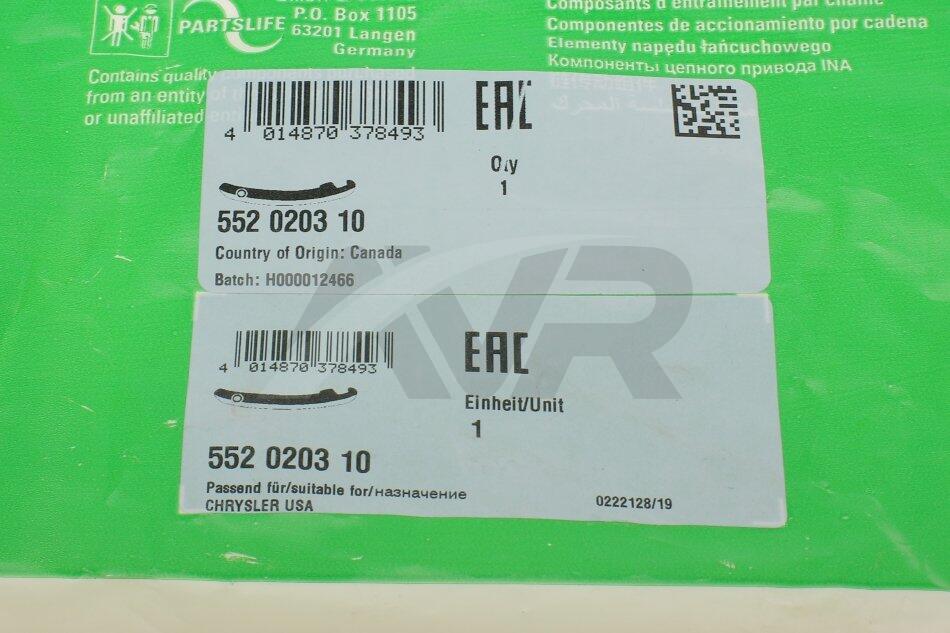 PARTSLIFE
P.O. Box 1105
63201 Langen
Germany
Composants d'entraînement par chaîne
Componentes de accionamiento por cadena
Elementy napędu łańcuchowego
Компоненты цепного привода INA
Contains quality components purchased
from an entity of
or unaffiliated
4 014870 378493
EAC
Qty
1
552 0203 10
Country of Origin: Canada
Batch: H000012466
AVR
4 014870 378493
EAC
Einheit/Unit
1
552 0203 10
Passend für/suitable for/назначение
CHRYSLER USA
0222128/19